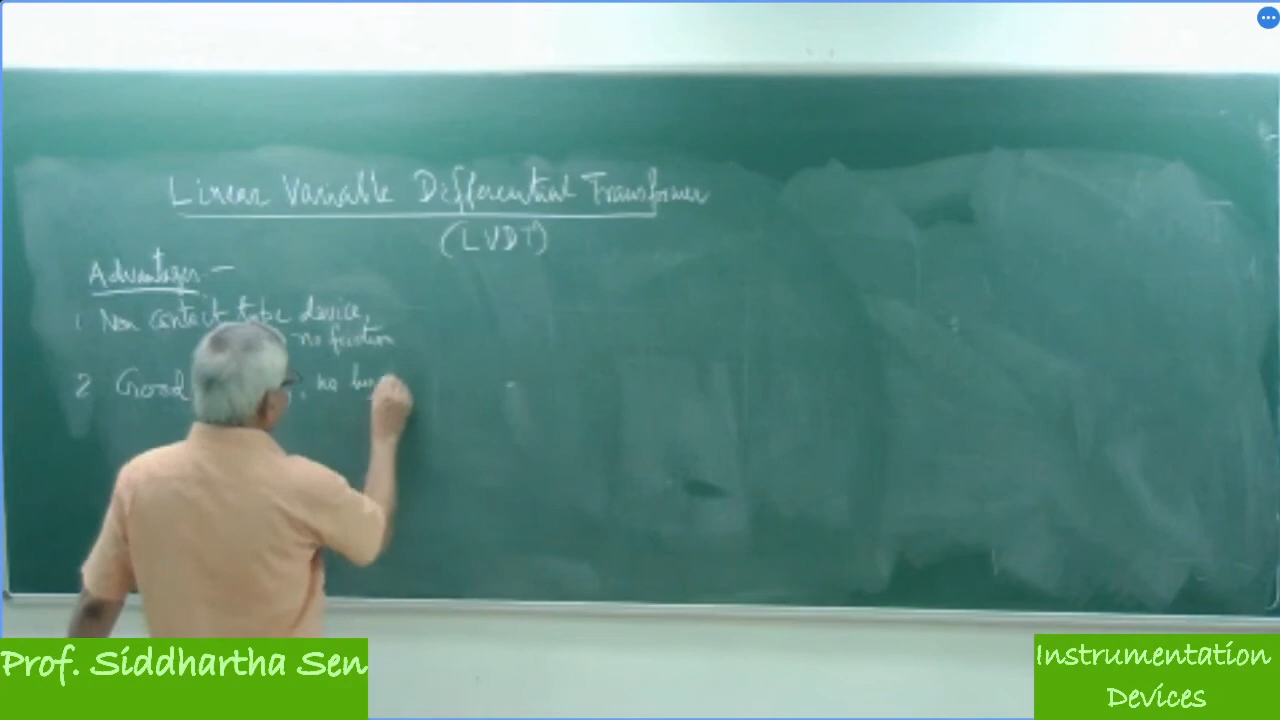 Linear Variable Differential Transformer
(LVDT)
Advantages -
1 Non contact type device,
no friction
2 Good , no
Prof. Siddhartha Sen
Instrumentation
Devices